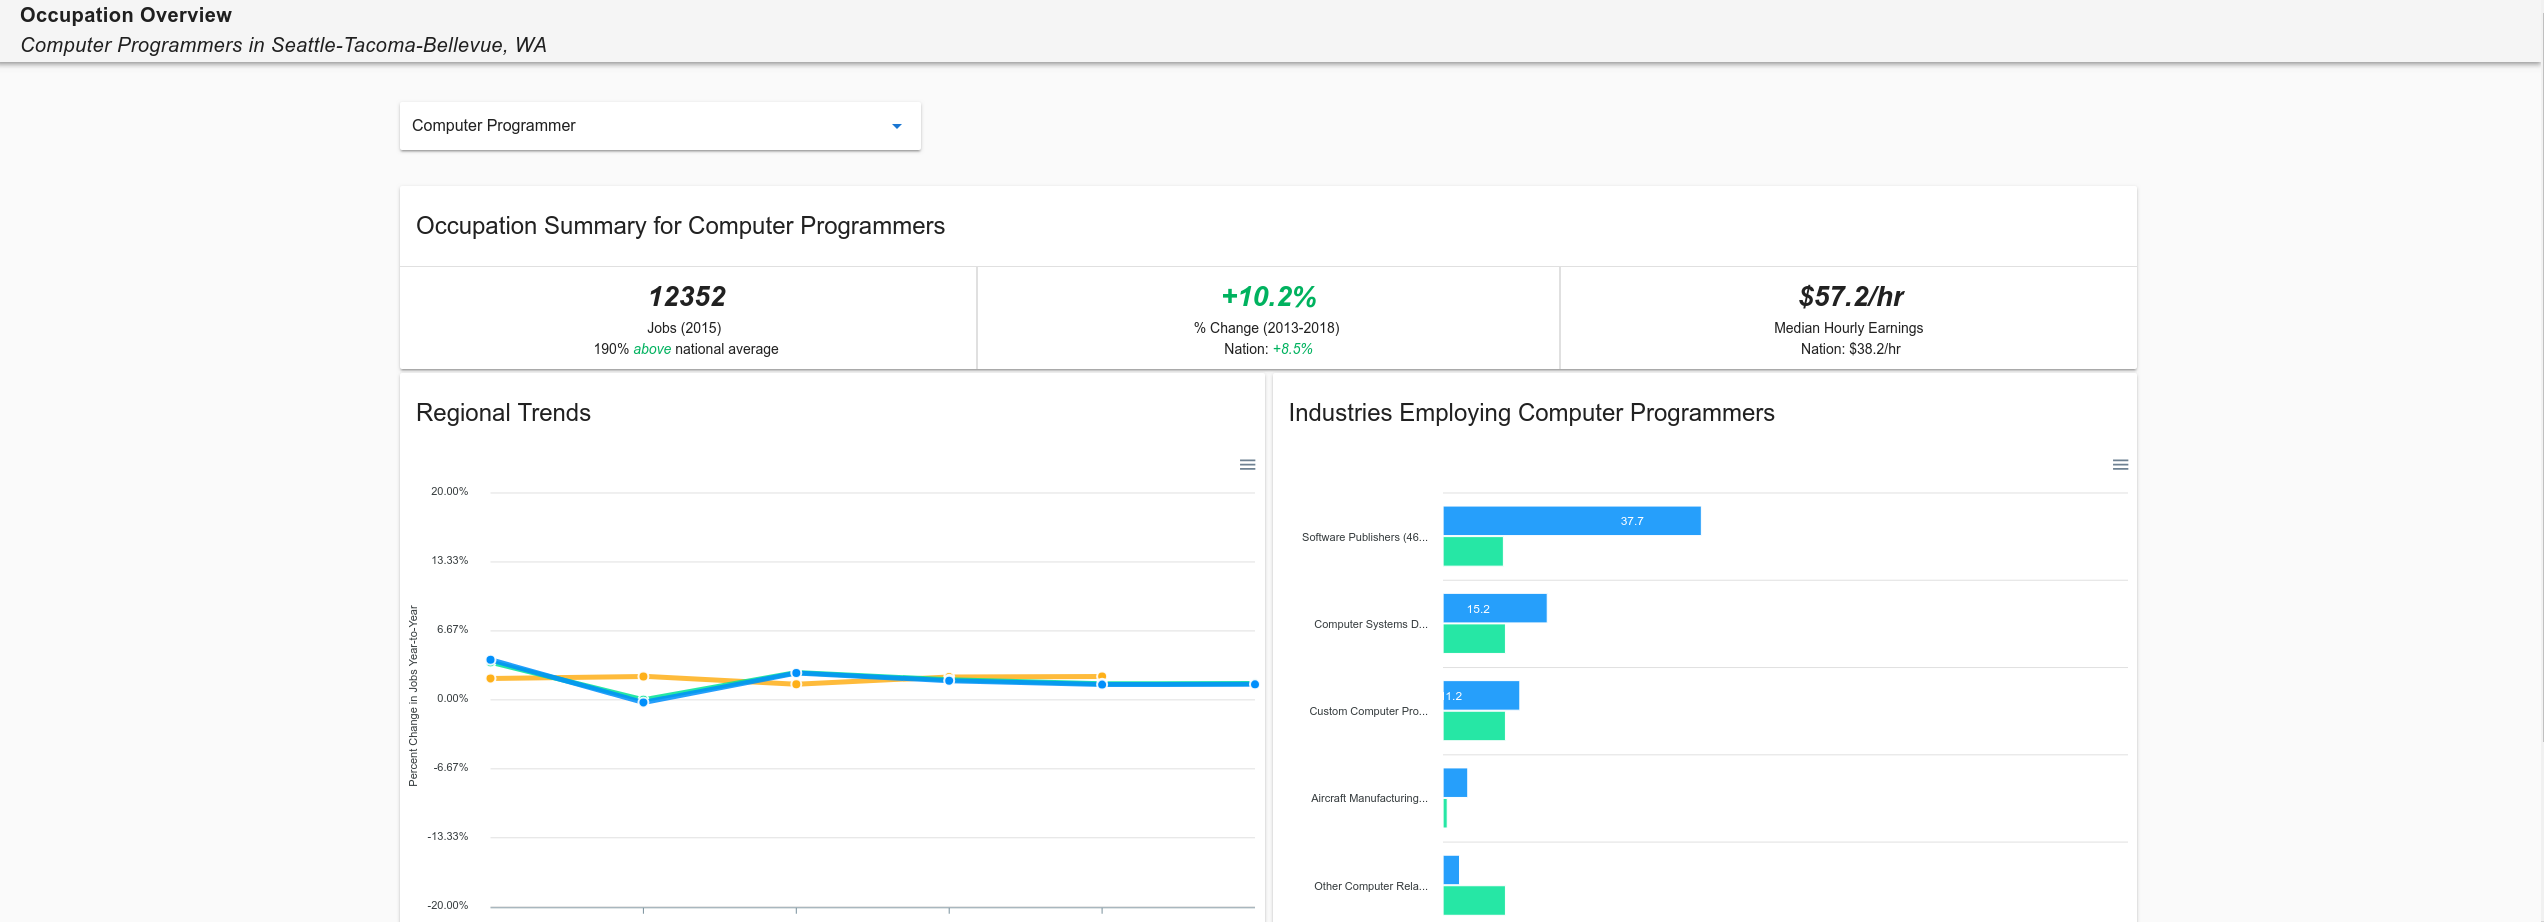 Occupation Overview
Computer Programmers in Seattle-Tacoma-Bellevue, WA
Computer Programmer
Occupation Summary for Computer Programmers
12352
Jobs (2015)
190% above national average
+10.2%
% Change (2013-2018)
Nation: +8.5%
$57.2/hr
Median Hourly Earnings
Nation: $38.2/hr
Regional Trends
Percent Change in Jobs Year-to-Year
20.00%
13.33%
6.67%
0.00%
-6.67%
-13.33%
-20.00%
Industries Employing Computer Programmers
Software Publishers (46...
37.7
Computer Systems D...
15.2
Custom Computer Pro...
1.2
Aircraft Manufacturing...
Other Computer Rela...